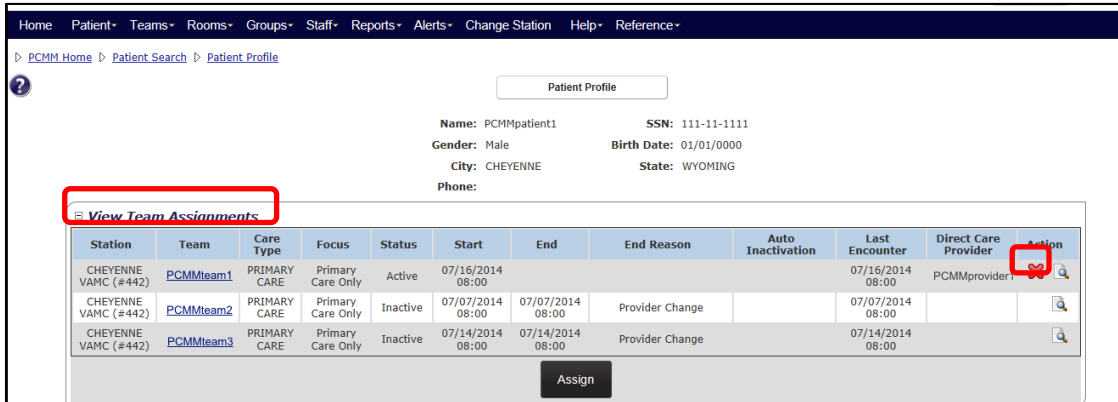 Home Patient Teams Rooms Groups Staff Reports Alerts Change Station Help Reference
PCMM Home Patient Search Patient Profile
?
Patient Profile
Name: PCMMpatient1 SSN: 111-11-1111
Gender: Male Birth Date: 01/01/0000
City: CHEYENNE State: WYOMING
Phone:
View Team Assignments
Station Team Care Type Focus Status Start End End Reason Auto Inactivation Last Encounter Direct Care Provider Action
CHEYENNE VAMC (#442) PCMMteam1 PRIMARY CARE Primary Care Only Active 07/16/2014 08:00 07/16/2014 08:00 PCMMprovider1
CHEYENNE VAMC (#442) PCMMteam2 PRIMARY CARE Primary Care Only Inactive 07/07/2014 08:00 07/07/2014 08:00 Provider Change 07/07/2014 08:00
CHEYENNE VAMC (#442) PCMMteam3 PRIMARY CARE Primary Care Only Inactive 07/14/2014 08:00 07/14/2014 08:00 Provider Change 07/14/2014 08:00
Assign